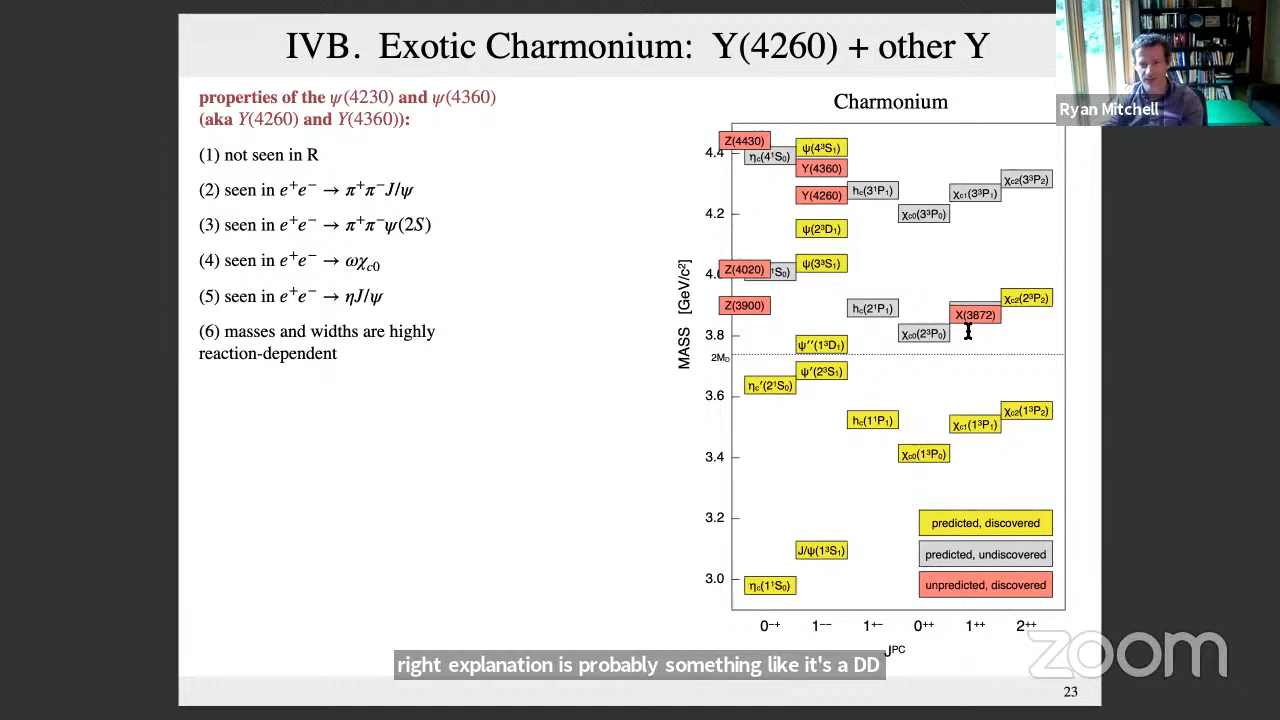 IVB. Exotic Charmonium: Y(4260) + other Y
Ryan Mitchell
properties of the ψ(4230) and ψ(4360)
(aka Y(4260) and Y(4360)):
(1) not seen in R
(2) seen in e⁺e⁻ → π⁺π⁻J/ψ
(3) seen in e⁺e⁻ → π⁺π⁻ψ(2S)
(4) seen in e⁺e⁻ → ωχc0
(5) seen in e⁺e⁻ → ηJ/ψ
(6) masses and widths are highly
reaction-dependent
Charmonium
MASS [GeV/c²]
4.4
4.2
4.0
3.8
2MD
3.6
3.4
3.2
3.0
Z(4430)
ηc(4¹S0)
ψ(4³S1)
Y(4360)
Y(4260)
hc(3¹P1)
χc0(3³P0)
χc1(3³P1)
χc2(3³P2)
ψ(2³D1)
Z(4020)
¹S0)
ψ(3³S1)
Z(3900)
hc(2¹P1)
χc0(2³P0)
X(3872)
χc2(2³P2)
ψ′′(1³D1)
ηc′(2¹S0)
ψ′(2³S1)
hc(1¹P1)
χc0(1³P0)
χc1(1³P1)
χc2(1³P2)
J/ψ(1³S1)
ηc(1¹S0)
predicted, discovered
predicted, undiscovered
unpredicted, discovered
0⁻⁺ 1⁻⁻ 1⁺⁻ 0⁺⁺ 1⁺⁺ 2⁺⁺
JPC
right explanation is probably something like it's a DD
zoom
23